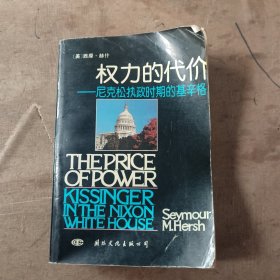 〔美〕西摩·赫什
权力的代价
——尼克松执政时期的基辛格
THE PRICE
OF POWER
KISSINGER
IN THE NIXON
WHITE HOUSE
Seymour
M.Hersh
国际文化出版公司